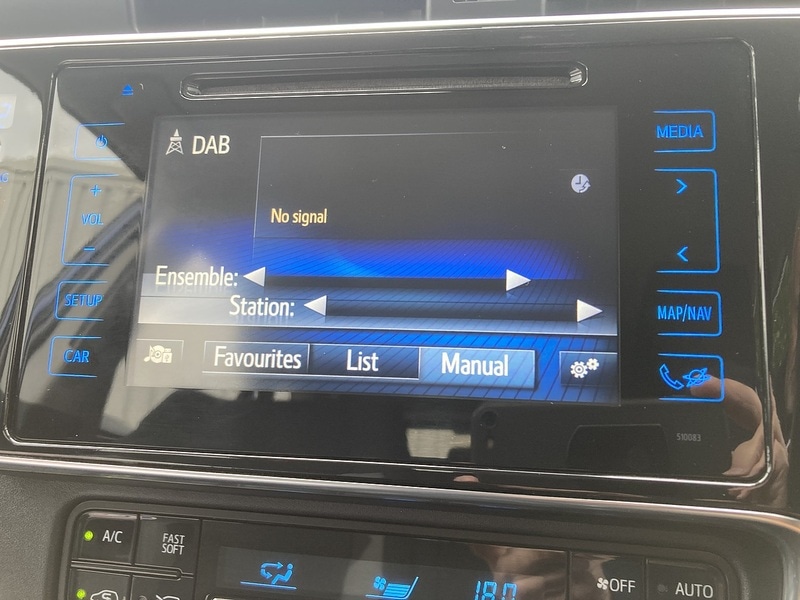 DAB
MEDIA
+
VOL
−
No signal
Ensemble:
Station:
SETUP
MAP/NAV
CAR
Favourites
List
Manual
510083
A/C
FAST
SOFT
18.0
OFF
AUTO